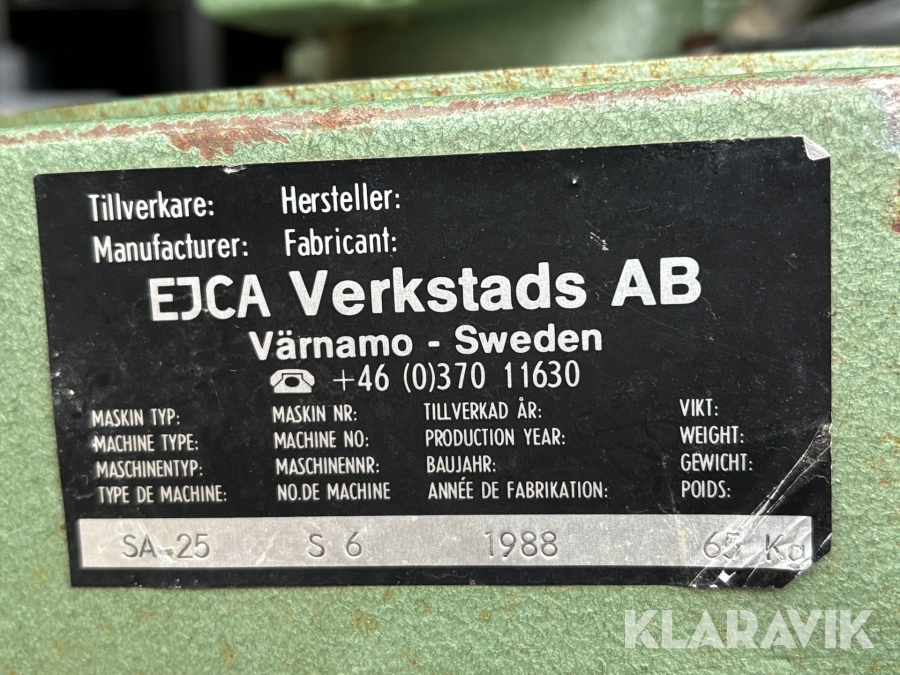 Tillverkare: Hersteller:
Manufacturer: Fabricant:
EJCA Verkstads AB
Värnamo - Sweden
☎ +46 (0)370 11630
MASKIN TYP: MASKIN NR: TILLVERKAD ÅR: VIKT:
MACHINE TYPE: MACHINE NO: PRODUCTION YEAR: WEIGHT:
MASCHINENTYP: MASCHINENNR: BAUJAHR: GEWICHT:
TYPE DE MACHINE: NO.DE MACHINE ANNÉE DE FABRIKATION: POIDS:
SA-25 S 6 1988 65 Kg
KLARAVIK